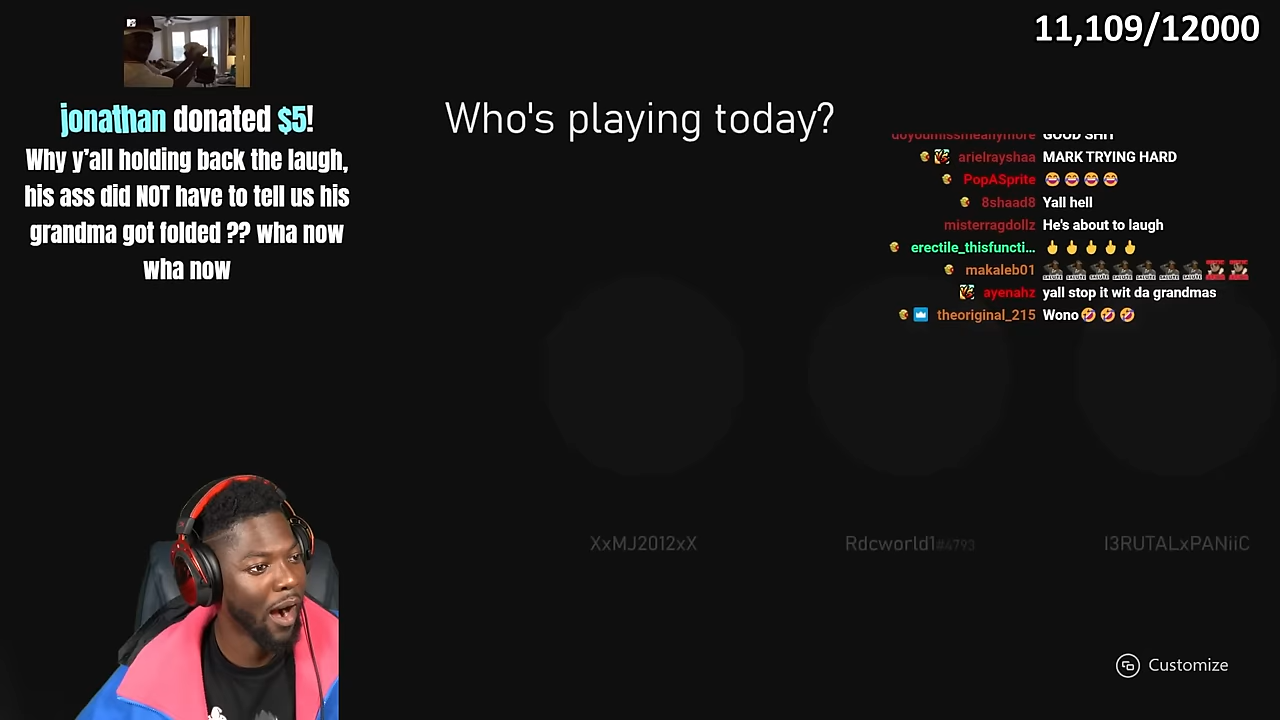 11,109/12000
jonathan donated $5!
Why y'all holding back the laugh,
his ass did NOT have to tell us his
grandma got folded ?? wha now
wha now
Who's playing today?
doyoumissmeanymore GOOD SHIT
arielrayshaa MARK TRYING HARD
PopASprite
8shaad8 Yall hell
misterragdollz He's about to laugh
erectile_thisfuncti...
makaleb01
ayenahz yall stop it wit da grandmas
theoriginal_215 Wono
XxMJ2012xX
Rdcworld1#4793
I3RUTALxPANiiC
Customize